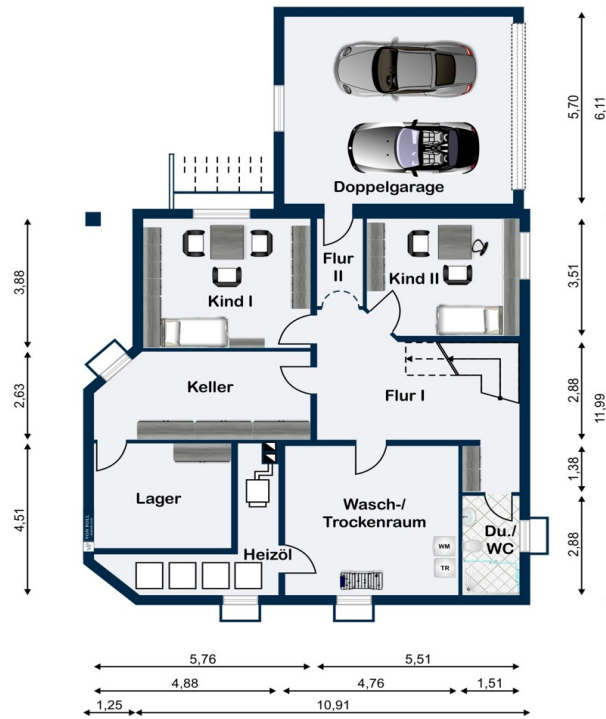 Doppelgarage
5,70
6,11
Flur
II
Kind I
Kind II
3,88
3,51
Keller
Flur I
2,63
2,88
11,99
Lager
Wasch-/
Trockenraum
Heizöl
Du./
WC
WM
TR
VON POLL
4,51
1,38
2,88
5,76
5,51
4,88
4,76
1,51
1,25
10,91